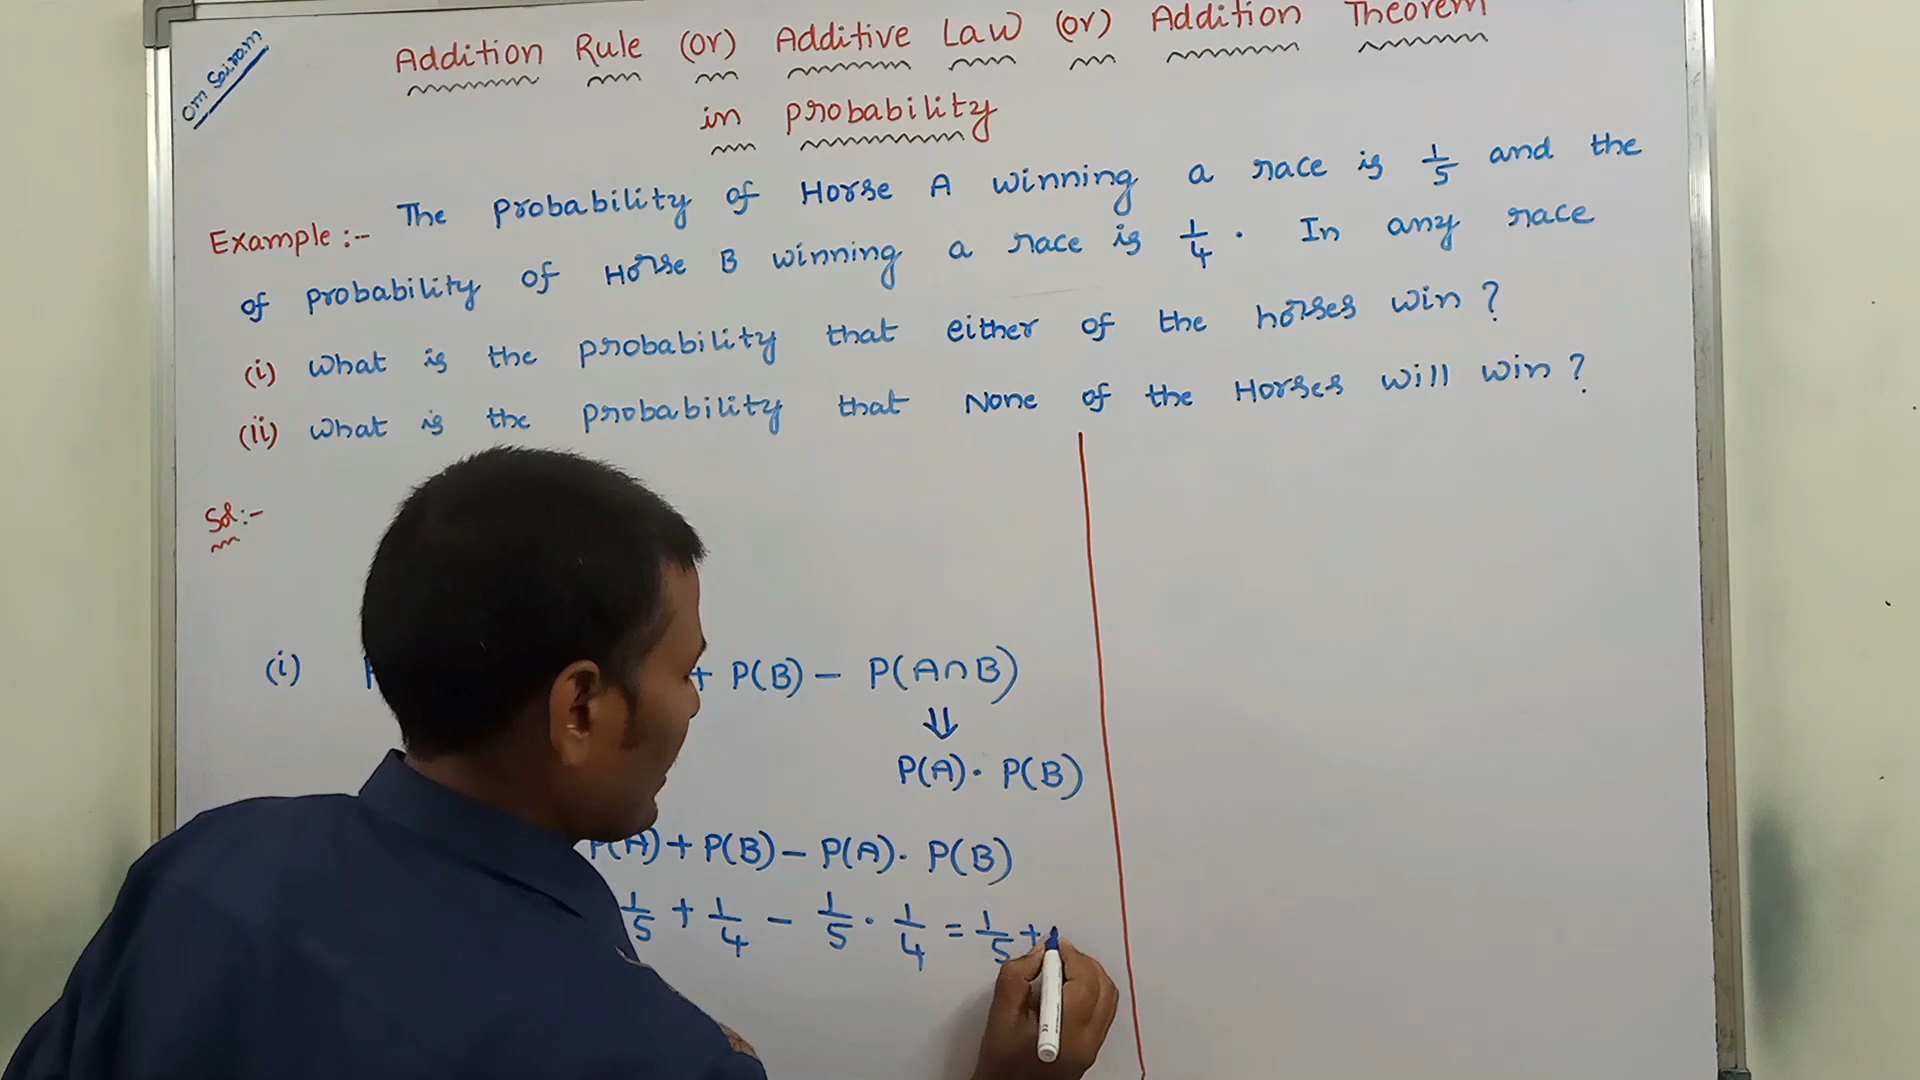 Om Sairam
Addition Rule (or) Additive Law (or) Addition Theorem
in probability
Example :- The probability of Horse A winning a race is 1/5 and the
of probability of Horse B winning a race is 1/4. In any race
(i) What is the probability that either of the horses win ?
(ii) What is the probability that None of the Horses will win ?
Sol:-
(i) + P(B) - P(A∩B)
⇓
P(A). P(B)
P(A) + P(B) - P(A). P(B)
1/5 + 1/4 - 1/5 . 1/4 = 1/5 +